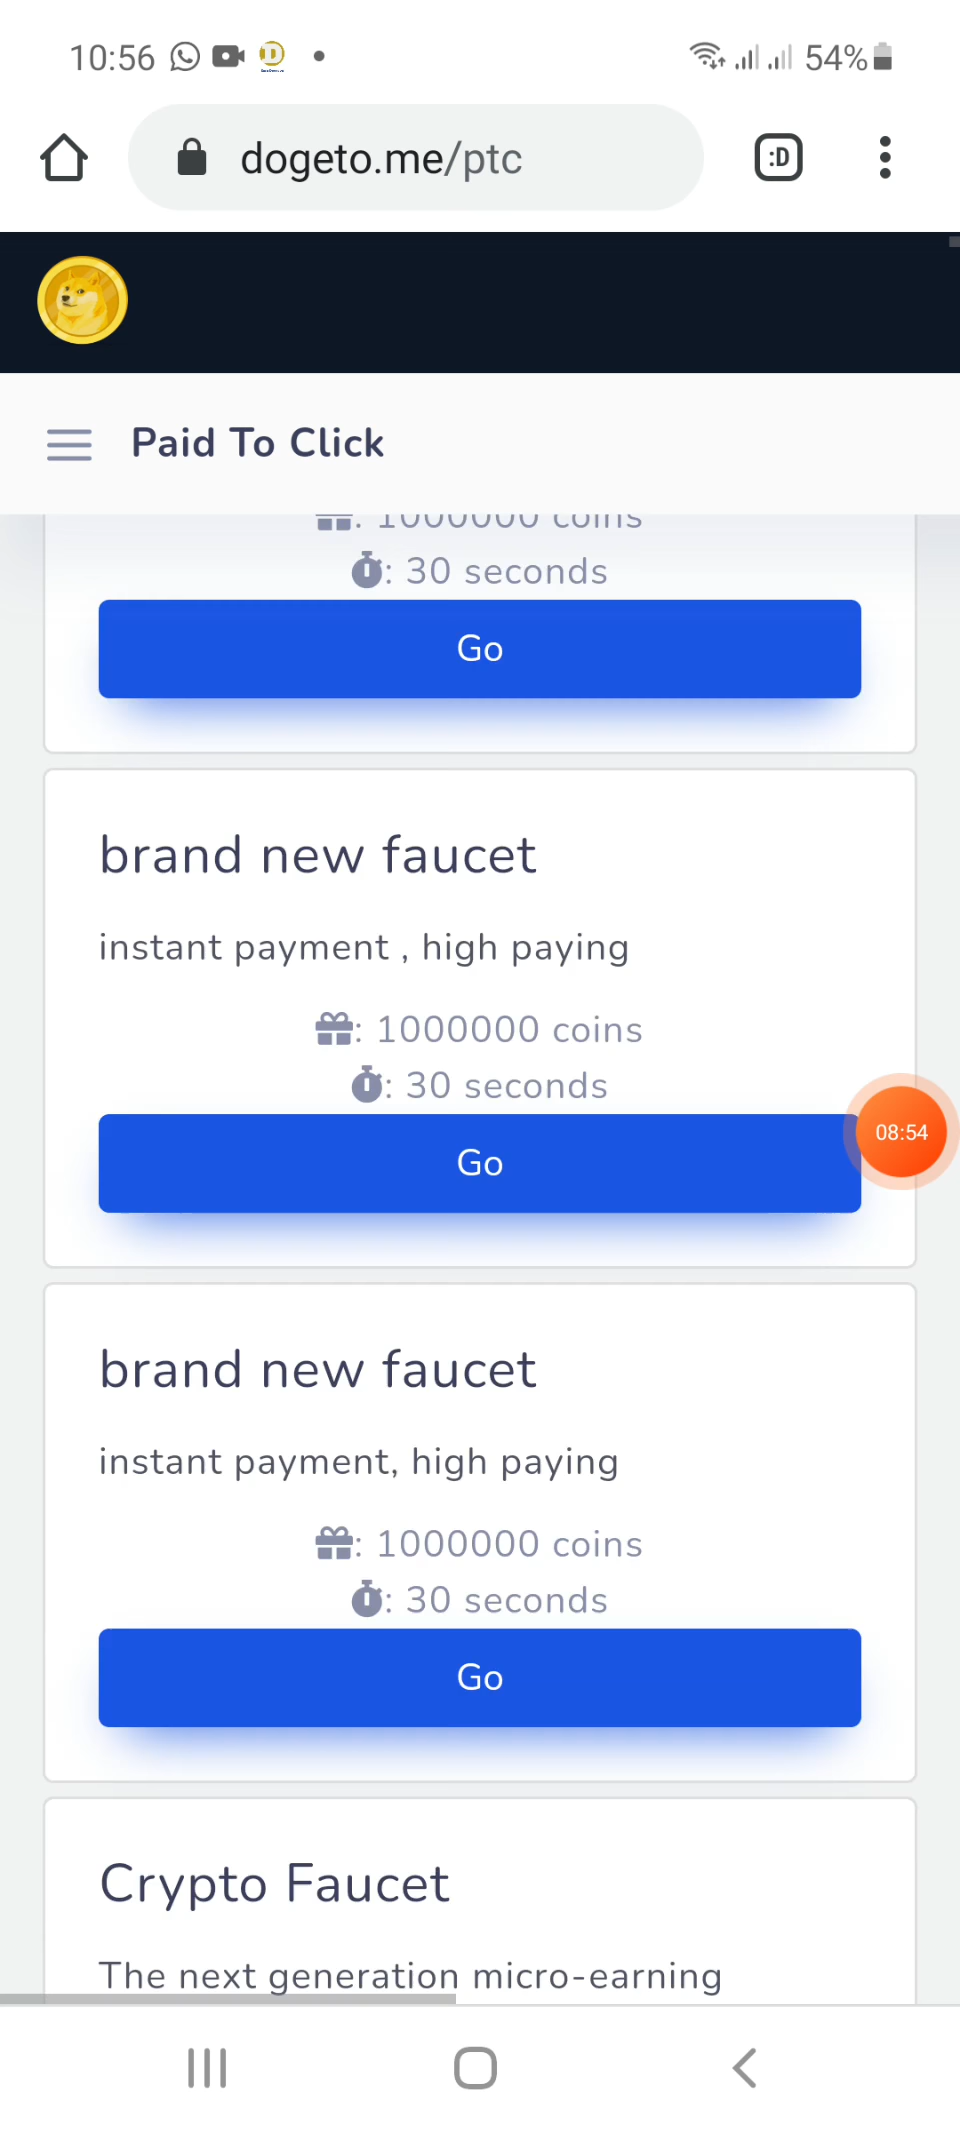 10:56
54%
dogeto.me/ptc
:D
Paid To Click
: 1000000 coins
: 30 seconds
Go
brand new faucet
instant payment , high paying
: 1000000 coins
: 30 seconds
08:54
Go
brand new faucet
instant payment, high paying
: 1000000 coins
: 30 seconds
Go
Crypto Faucet
The next generation micro-earning